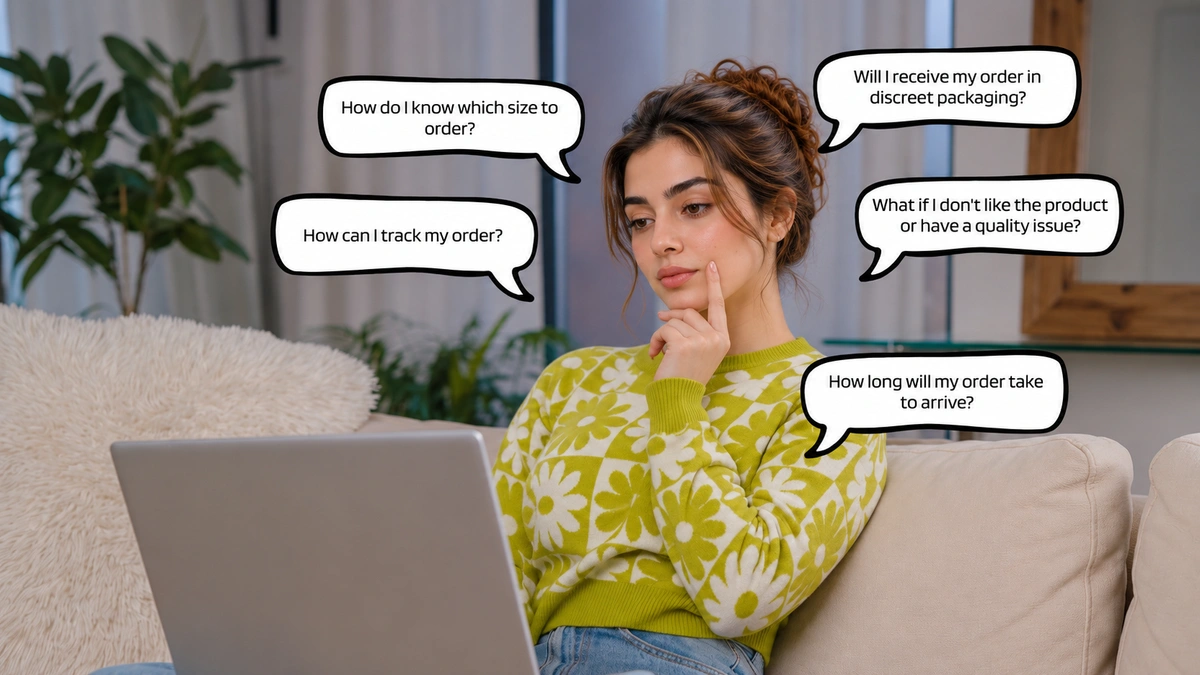 How do I know which size to
order?
Will I receive my order in
discreet packaging?
How can I track my order?
What if I don't like the product
or have a quality issue?
How long will my order take
to arrive?